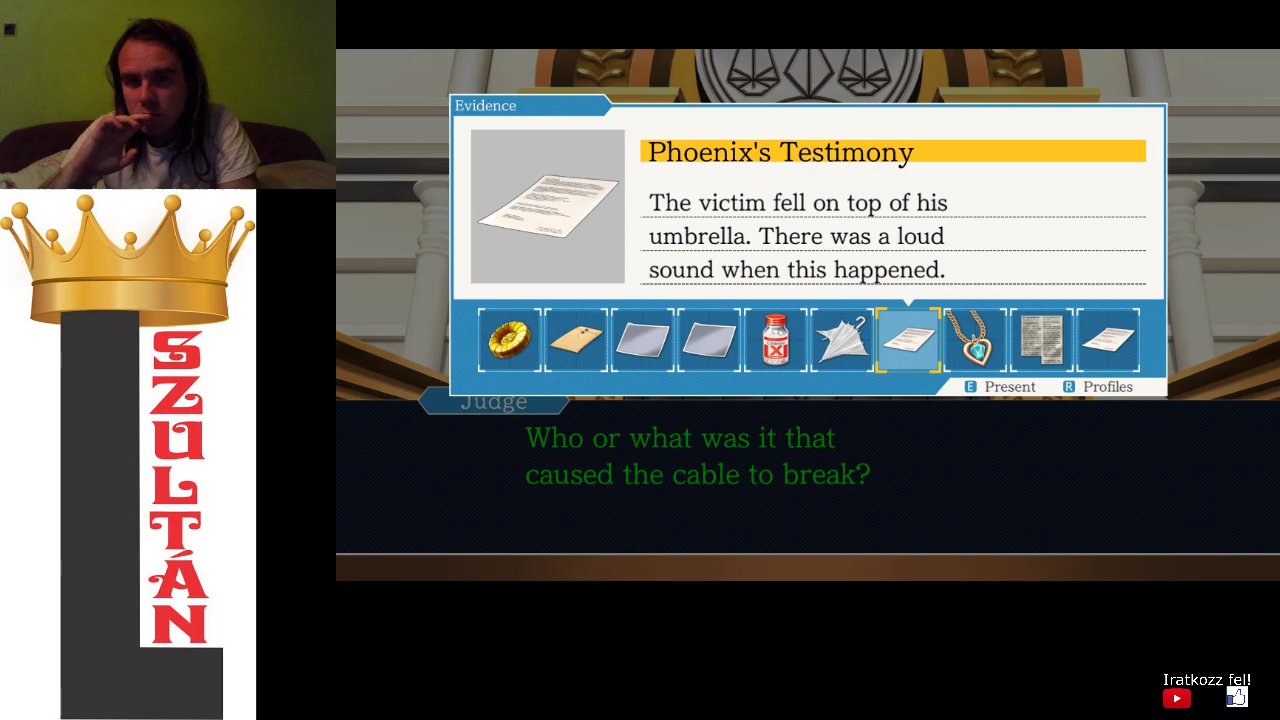 Evidence
Phoenix's Testimony
The victim fell on top of his
umbrella. There was a loud
sound when this happened.
X
E Present R Profiles
Judge
Who or what was it that
caused the cable to break?
SZULTÁN
Iratkozz fel!